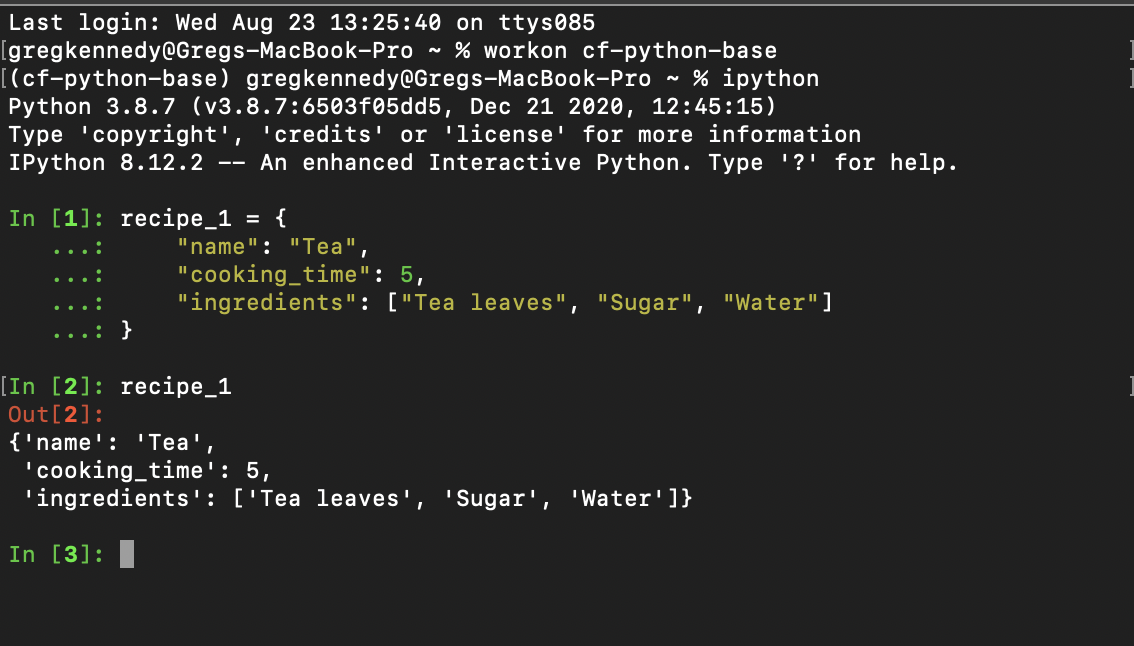 Last login: Wed Aug 23 13:25:40 on ttys085
[gregkennedy@Gregs-MacBook-Pro ~ % workon cf-python-base ]
[(cf-python-base) gregkennedy@Gregs-MacBook-Pro ~ % ipython ]
Python 3.8.7 (v3.8.7:6503f05dd5, Dec 21 2020, 12:45:15)
Type 'copyright', 'credits' or 'license' for more information
IPython 8.12.2 -- An enhanced Interactive Python. Type '?' for help.
In [1]: recipe_1 = {
...: "name": "Tea",
...: "cooking_time": 5,
...: "ingredients": ["Tea leaves", "Sugar", "Water"]
...: }
[In [2]: recipe_1 ]
Out[2]:
{'name': 'Tea',
'cooking_time': 5,
'ingredients': ['Tea leaves', 'Sugar', 'Water']}
In [3]: